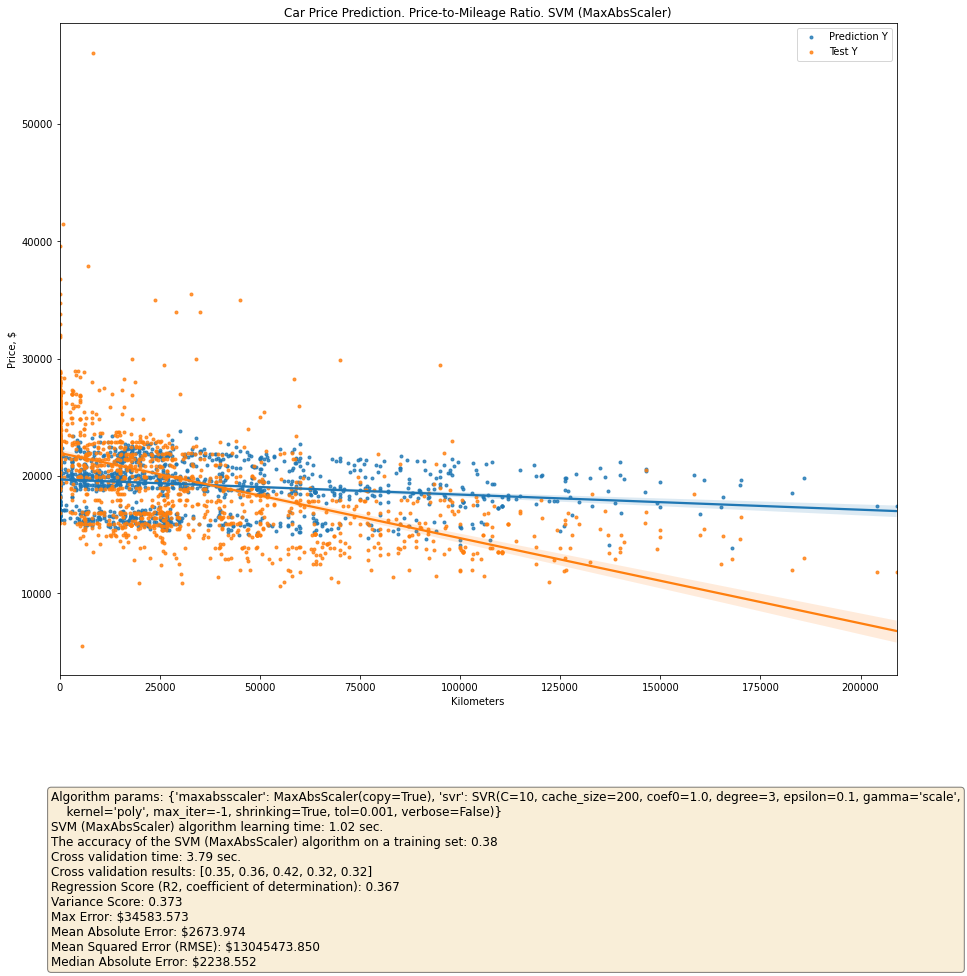 Car Price Prediction. Price-to-Mileage Ratio. SVM (MaxAbsScaler)
Prediction Y
Test Y
50000
40000
30000
20000
10000
Price, $
0 25000 50000 75000 100000 125000 150000 175000 200000
Kilometers
Algorithm params: {'maxabsscaler': MaxAbsScaler(copy=True), 'svr': SVR(C=10, cache_size=200, coef0=1.0, degree=3, epsilon=0.1, gamma='scale',
kernel='poly', max_iter=-1, shrinking=True, tol=0.001, verbose=False)}
SVM (MaxAbsScaler) algorithm learning time: 1.02 sec.
The accuracy of the SVM (MaxAbsScaler) algorithm on a training set: 0.38
Cross validation time: 3.79 sec.
Cross validation results: [0.35, 0.36, 0.42, 0.32, 0.32]
Regression Score (R2, coefficient of determination): 0.367
Variance Score: 0.373
Max Error: $34583.573
Mean Absolute Error: $2673.974
Mean Squared Error (RMSE): $13045473.850
Median Absolute Error: $2238.552